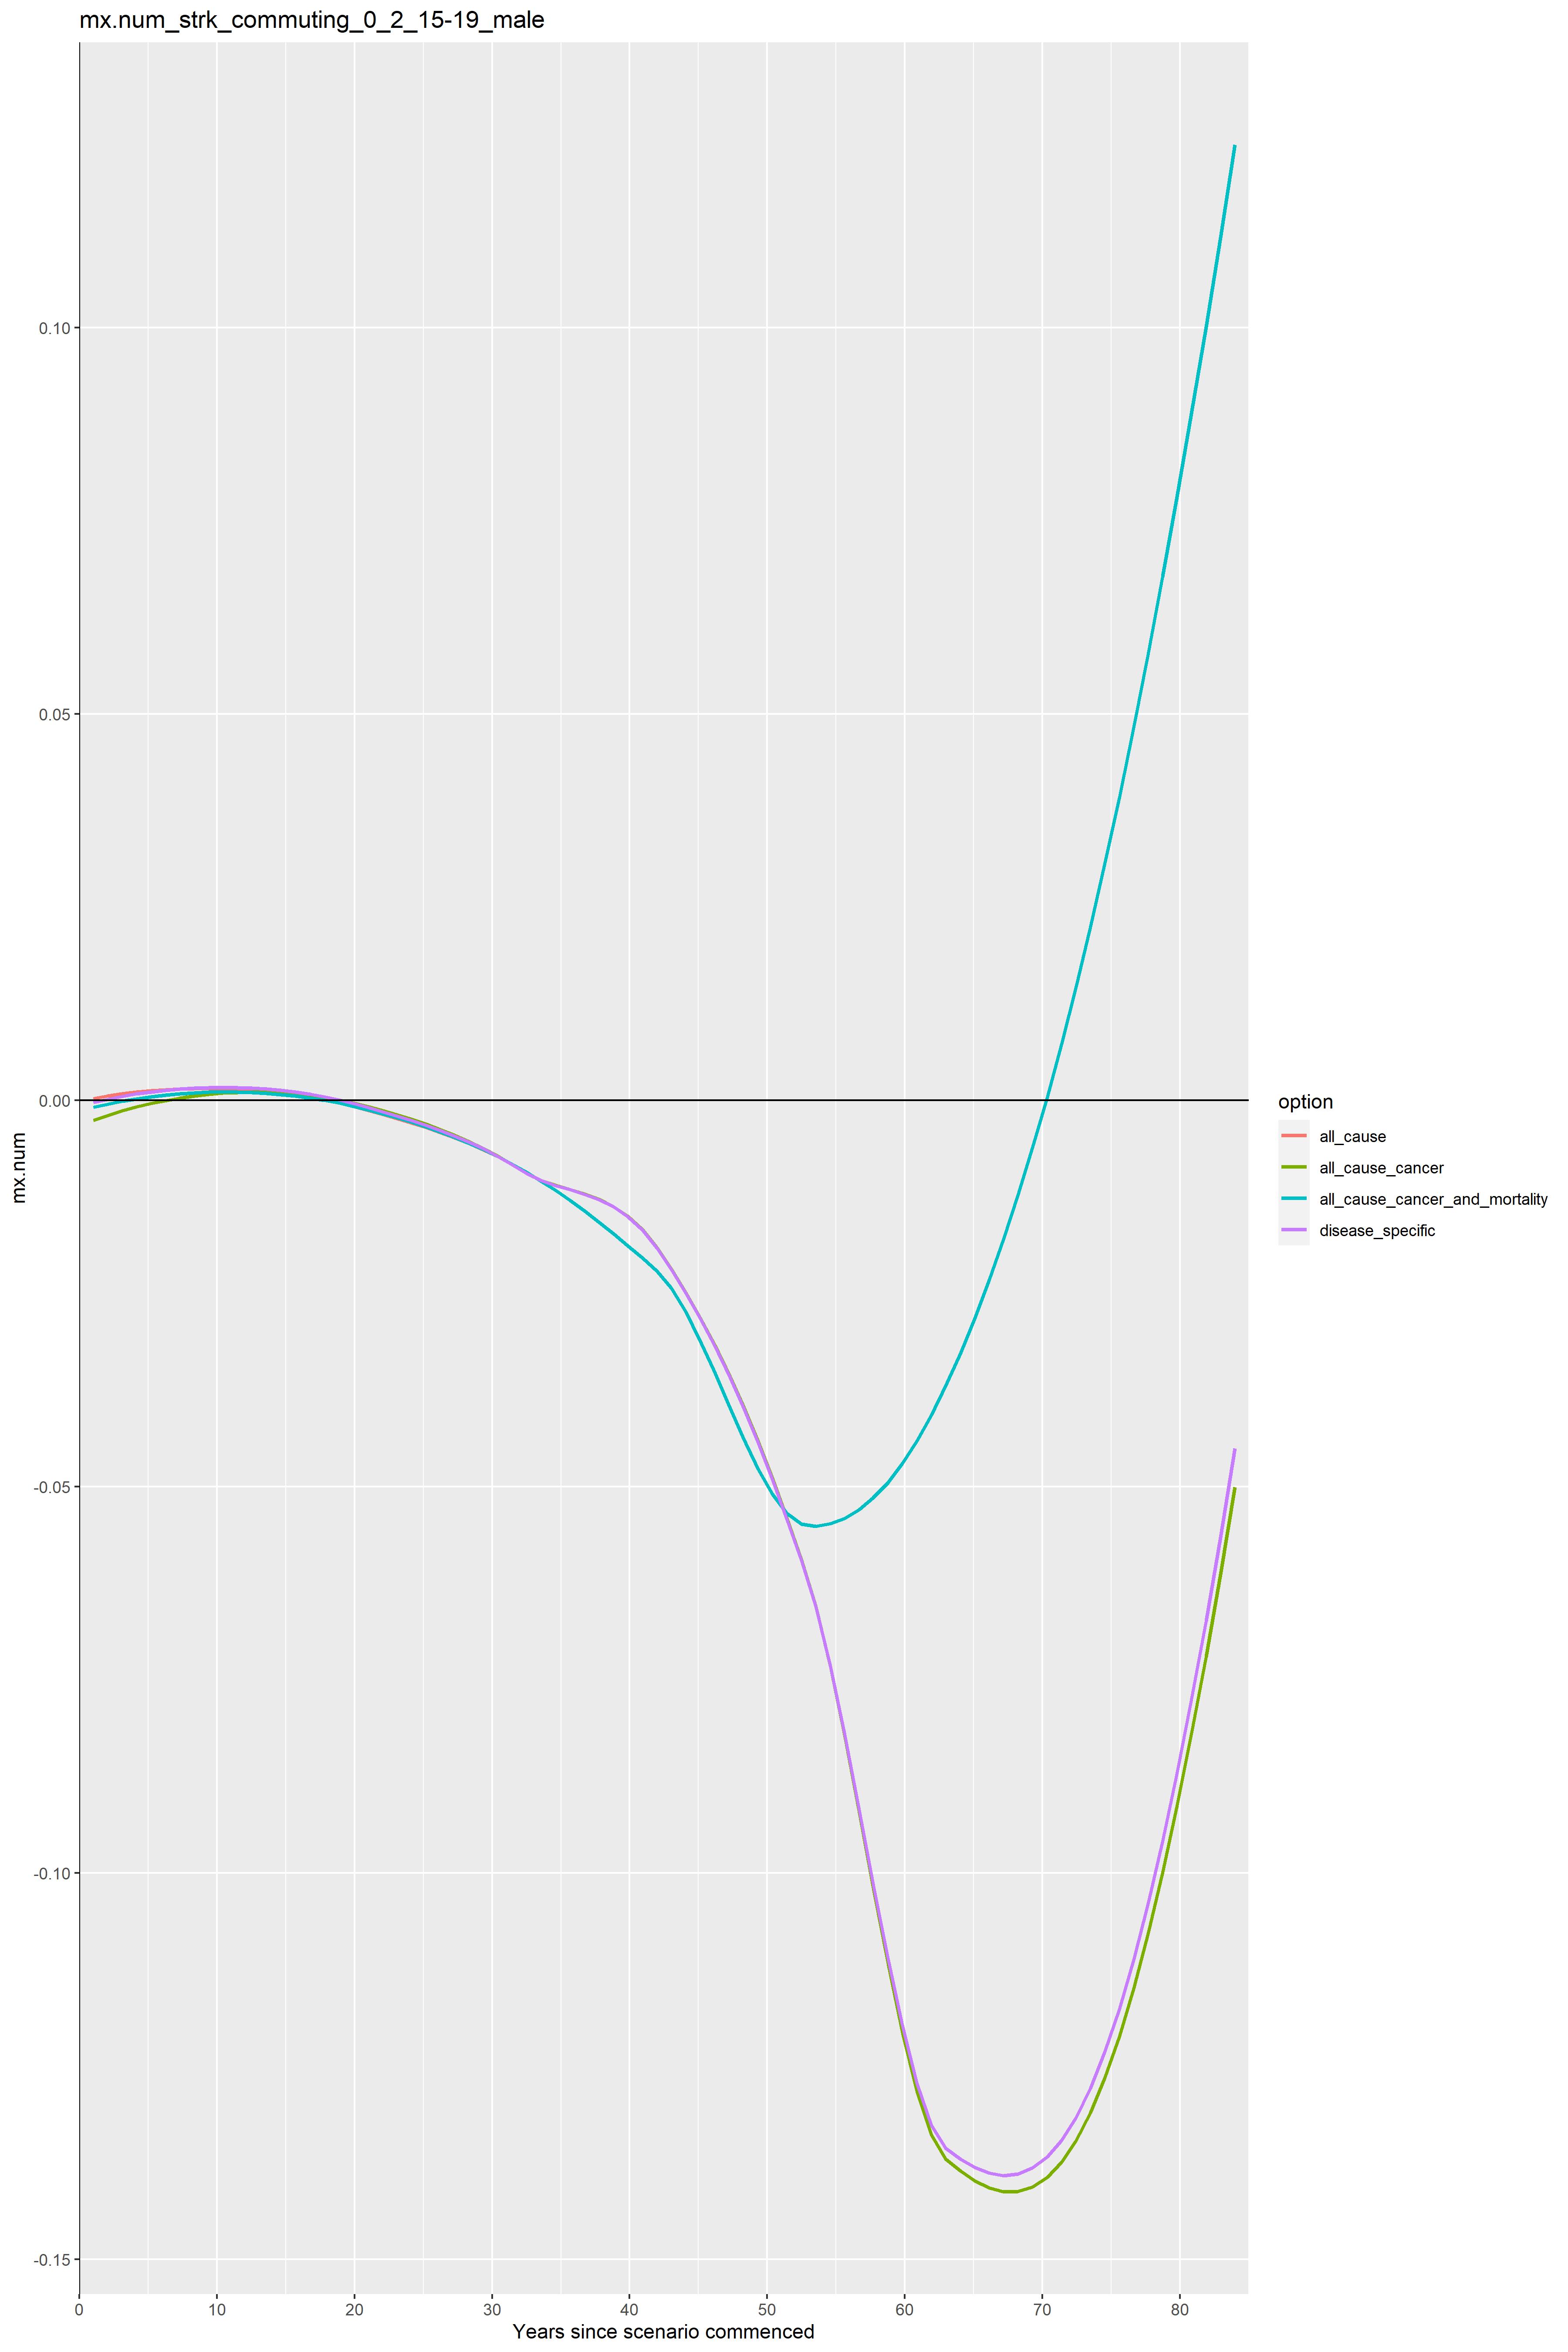 mx.num_strk_commuting_0_2_15-19_male
0.10
0.05
0.00
-0.05
-0.10
-0.15
mx.num
0 10 20 30 40 50 60 70 80
Years since scenario commenced
option
all_cause
all_cause_cancer
all_cause_cancer_and_mortality
disease_specific